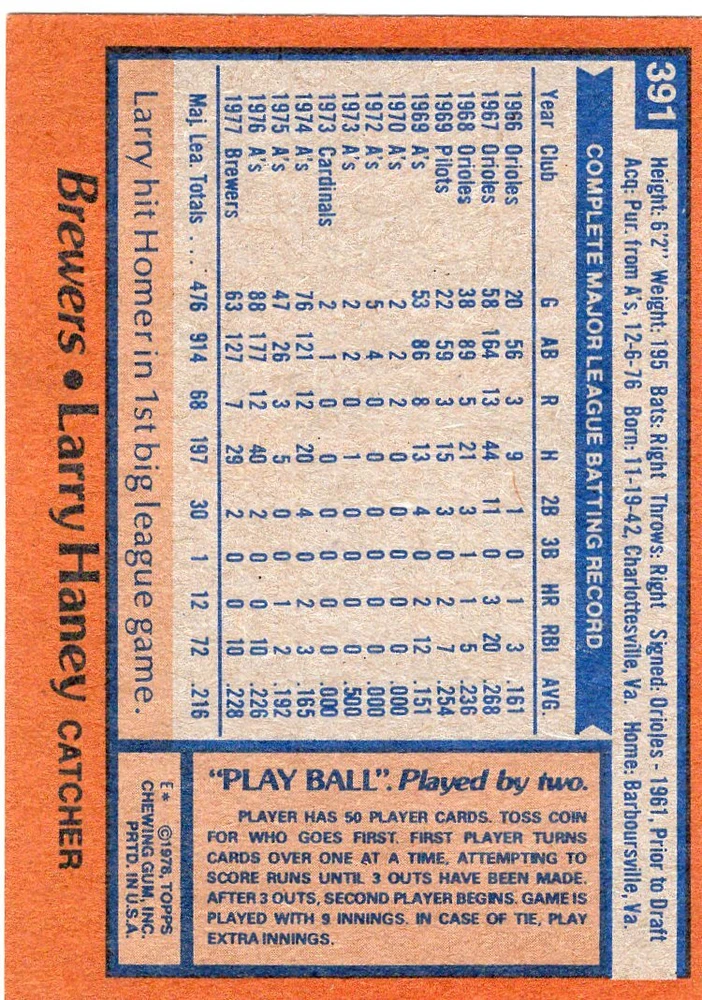 391
Height: 6'2" Weight: 195 Bats: Right Throws: Right Signed: Orioles - 1961, Prior to Draft
Acq: Pur. from A's, 12-6-76 Born: 11-19-42, Charlottesville, Va. Home: Barboursville, Va.
COMPLETE MAJOR LEAGUE BATTING RECORD
Year Club G AB R H 2B 3B HR RBI AVG
1966 Orioles 20 56 3 9 1 0 1 3 .161
1967 Orioles 58 164 13 44 11 0 3 20 .268
1968 Orioles 38 89 5 21 3 1 1 5 .236
1969 Pilots 22 59 3 15 3 0 2 7 .254
1969 A's 53 86 8 13 4 0 2 12 .151
1970 A's 2 2 2 0 0 0 0 0 .000
1972 A's 5 4 0 0 0 0 0 0 .000
1973 A's 2 2 0 1 0 0 0 0 .500
1973 Cardinals 2 1 0 0 0 0 0 0 .000
1974 A's 76 121 12 20 4 0 2 3 .165
1975 A's 47 26 3 5 0 0 1 2 .192
1976 A's 88 177 12 40 2 0 0 10 .226
1977 Brewers 63 127 7 29 2 0 0 10 .228
Maj. Lea. Totals . . . 476 914 68 197 30 1 12 72 .216
Larry hit Homer in 1st big league game.
Brewers • Larry Haney CATCHER
"PLAY BALL". Played by two.
PLAYER HAS 50 PLAYER CARDS. TOSS COIN
FOR WHO GOES FIRST. FIRST PLAYER TURNS
CARDS OVER ONE AT A TIME, ATTEMPTING TO
SCORE RUNS UNTIL 3 OUTS HAVE BEEN MADE.
AFTER 3 OUTS, SECOND PLAYER BEGINS. GAME IS
PLAYED WITH 9 INNINGS. IN CASE OF TIE, PLAY
EXTRA INNINGS.
E* ©1978, TOPPS
CHEWING GUM, INC.
PRTD. IN U.S.A.